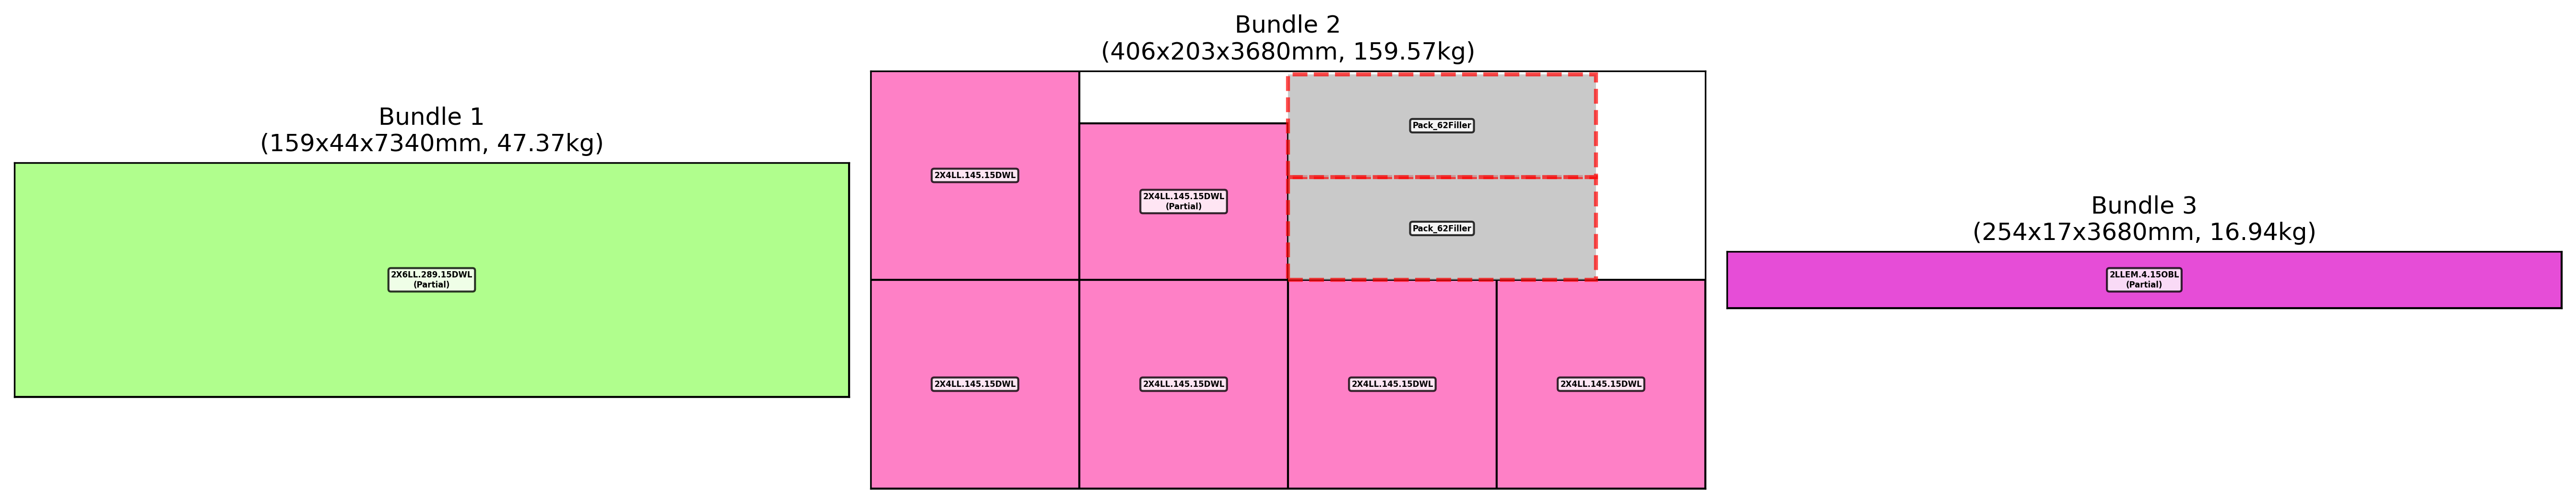 Bundle 1
(159x44x7340mm, 47.37kg)
2X6LL.289.15DWL
(Partial)
Bundle 2
(406x203x3680mm, 159.57kg)
2X4LL.145.15DWL
2X4LL.145.15DWL
(Partial)
Pack_62Filler
Pack_62Filler
2X4LL.145.15DWL
2X4LL.145.15DWL
2X4LL.145.15DWL
2X4LL.145.15DWL
Bundle 3
(254x17x3680mm, 16.94kg)
2LLEM.4.15OBL
(Partial)